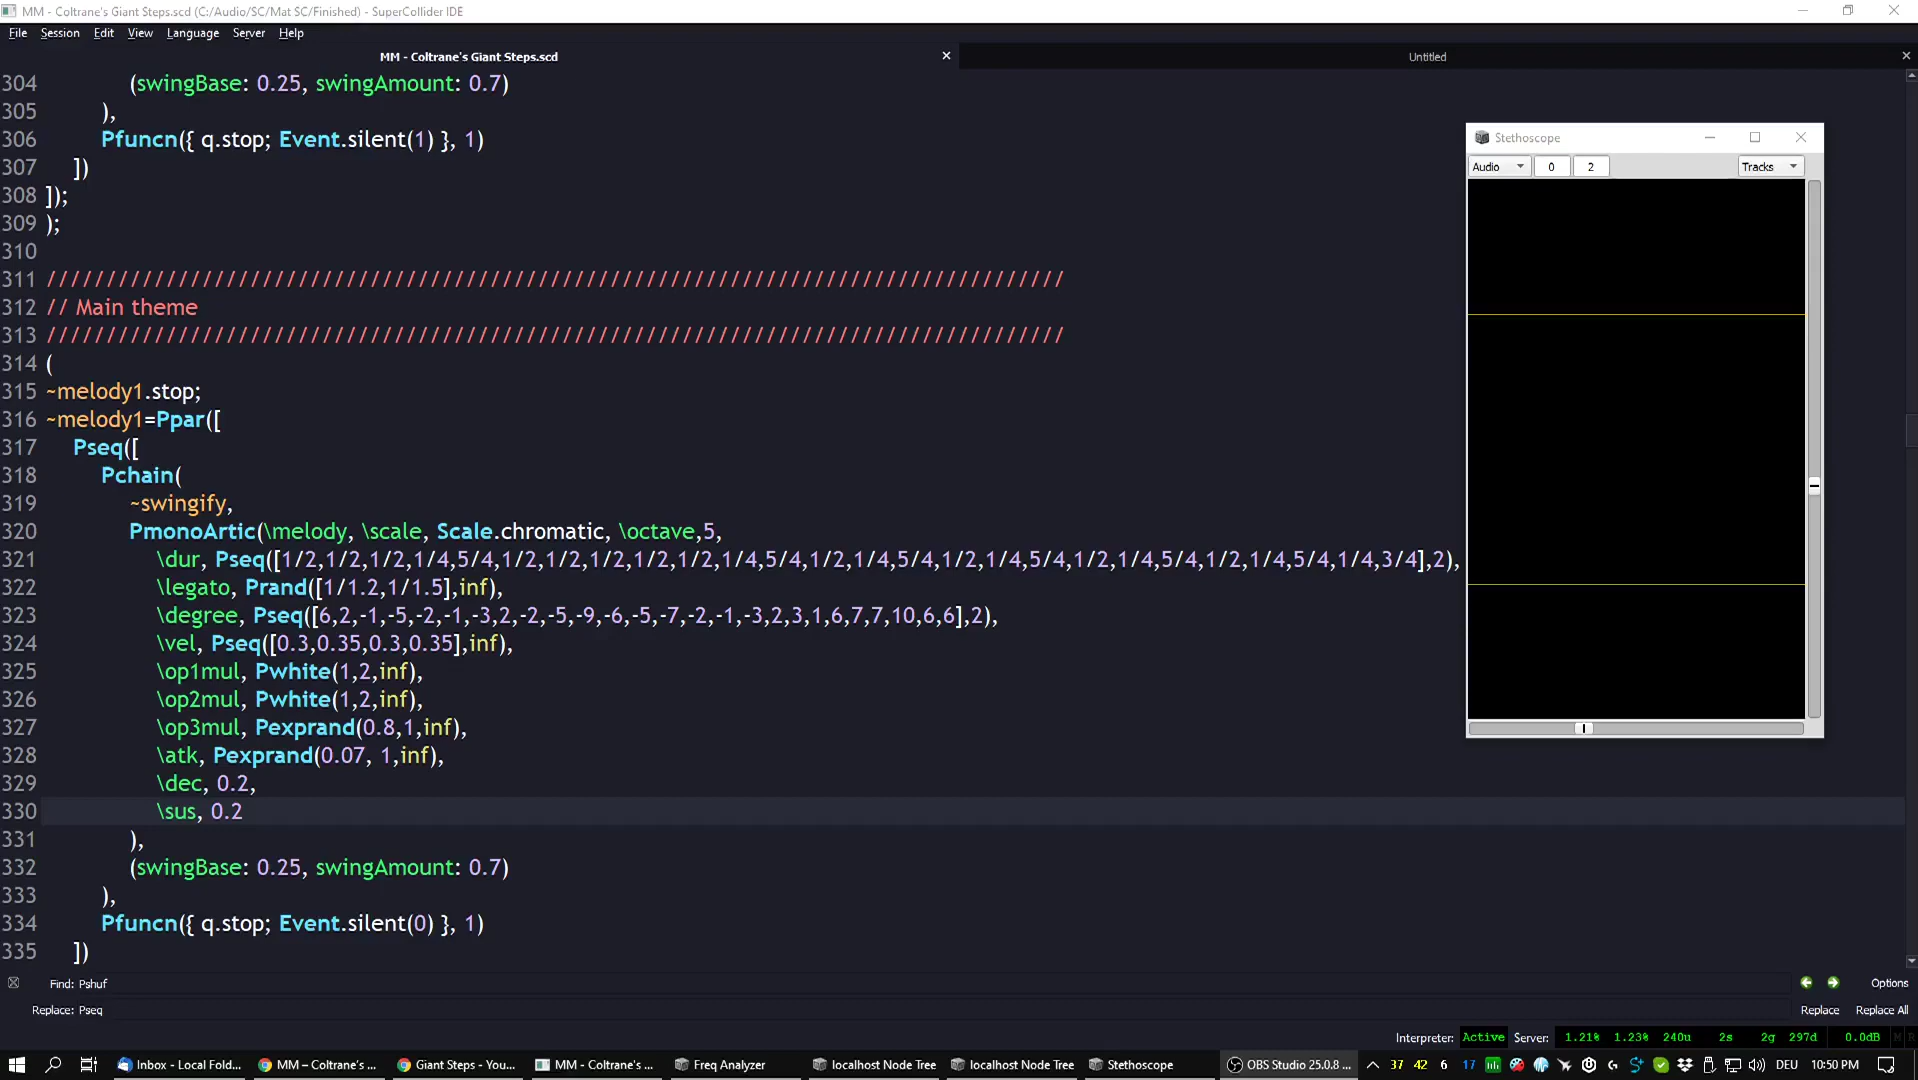 MM - Coltrane's Giant Steps.scd (C:/Audio/SC/Mat SC/Finished) - SuperCollider IDE
File Session Edit View Language Server Help
MM - Coltrane's Giant Steps.scd
Untitled
304 (swingBase: 0.25, swingAmount: 0.7)
305 ),
306 Pfuncn({ q.stop; Event.silent(1) }, 1)
307 ])
308 ]);
309 );
310
311 ////////////////////////////////////////////////////////////////////////////////////
312 // Main theme
313 ////////////////////////////////////////////////////////////////////////////////////
314 (
315 ~melody1.stop;
316 ~melody1=Ppar([
317 Pseq([
318 Pchain(
319 ~swingify,
320 PmonoArtic(\melody, \scale, Scale.chromatic, \octave,5,
321 \dur, Pseq([1/2,1/2,1/2,1/4,5/4,1/2,1/2,1/2,1/2,1/2,1/4,5/4,1/2,1/4,5/4,1/2,1/4,5/4,1/2,1/4,5/4,1/2,1/4,5/4,1/4,3/4],2),
322 \legato, Prand([1/1.2,1/1.5],inf),
323 \degree, Pseq([6,2,-1,-5,-2,-1,-3,2,-2,-5,-9,-6,-5,-7,-2,-1,-3,2,3,1,6,7,7,10,6,6],2),
324 \vel, Pseq([0.3,0.35,0.3,0.35],inf),
325 \op1mul, Pwhite(1,2,inf),
326 \op2mul, Pwhite(1,2,inf),
327 \op3mul, Pexprand(0.8,1,inf),
328 \atk, Pexprand(0.07, 1,inf),
329 \dec, 0.2,
330 \sus, 0.2
331 ),
332 (swingBase: 0.25, swingAmount: 0.7)
333 ),
334 Pfuncn({ q.stop; Event.silent(0) }, 1)
335 ])
Stethoscope
Audio 0 2 Tracks
Find: Pshuf
Options
Replace: Pseq
Replace Replace All
Interpreter: Active Server: 1.21% 1.23% 240u 2s 2g 297d 0.0dB M R
Inbox - Local Fold... MM – Coltrane's ... Giant Steps - You... MM - Coltrane's ... Freq Analyzer localhost Node Tree localhost Node Tree Stethoscope OBS Studio 25.0.8 ... 37 42 6 17 DEU 10:50 PM